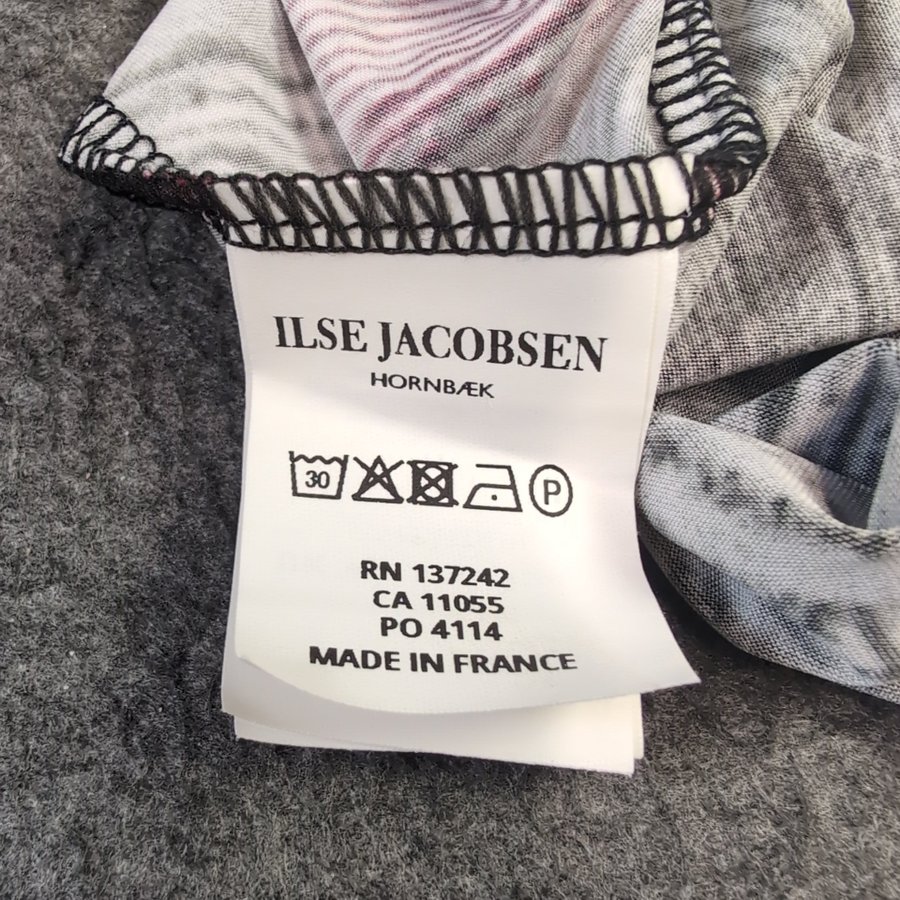 ILSE JACOBSEN
HORNBÆK
30 P
RN 137242
CA 11055
PO 4114
MADE IN FRANCE